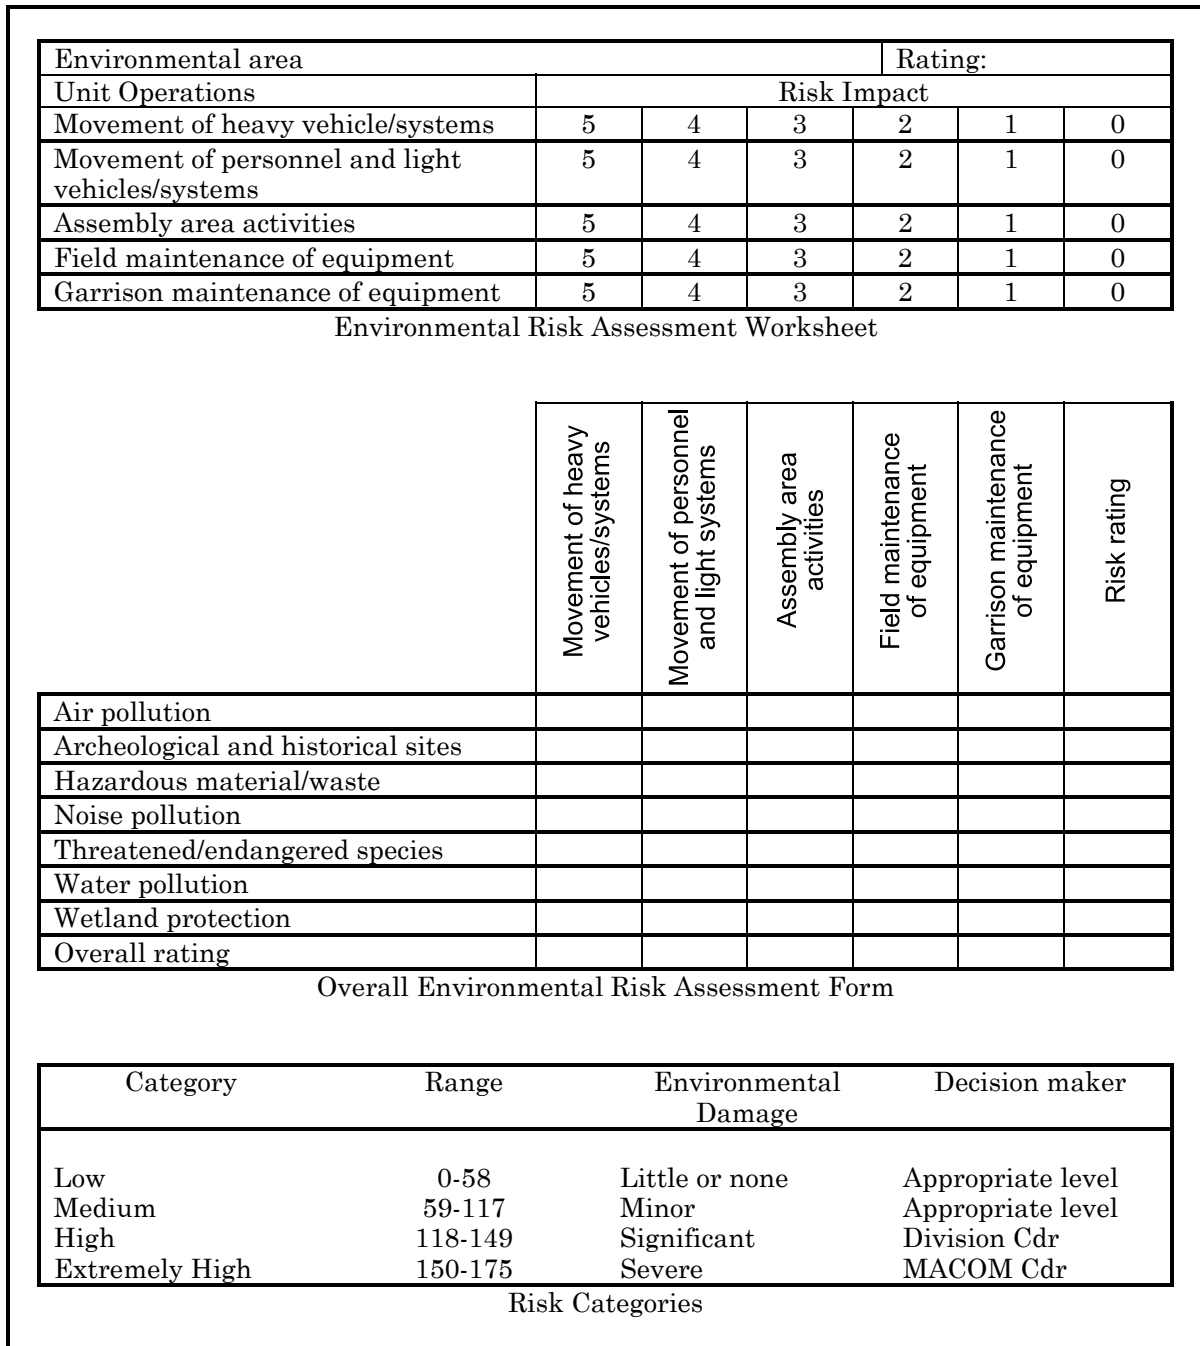 Environmental area Rating:
Unit Operations Risk Impact
Movement of heavy vehicle/systems 5 4 3 2 1 0
Movement of personnel and light 5 4 3 2 1 0
vehicles/systems
Assembly area activities 5 4 3 2 1 0
Field maintenance of equipment 5 4 3 2 1 0
Garrison maintenance of equipment 5 4 3 2 1 0
Environmental Risk Assessment Worksheet
Movement of heavy
vehicles/systems
Movement of personnel
and light systems
Assembly area
activities
Field maintenance
of equipment
Garrison maintenance
of equipment
Risk rating
Air pollution
Archeological and historical sites
Hazardous material/waste
Noise pollution
Threatened/endangered species
Water pollution
Wetland protection
Overall rating
Overall Environmental Risk Assessment Form
Category Range Environmental Decision maker
Damage
Low 0-58 Little or none Appropriate level
Medium 59-117 Minor Appropriate level
High 118-149 Significant Division Cdr
Extremely High 150-175 Severe MACOM Cdr
Risk Categories